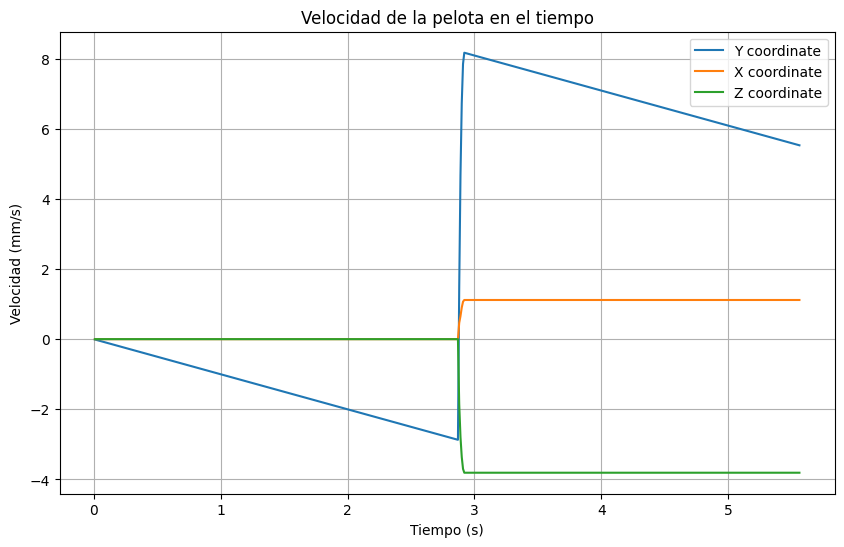 Velocidad de la pelota en el tiempo
Y coordinate
X coordinate
Z coordinate
Velocidad (mm/s)
8
6
4
2
0
−2
−4
0 1 2 3 4 5
Tiempo (s)